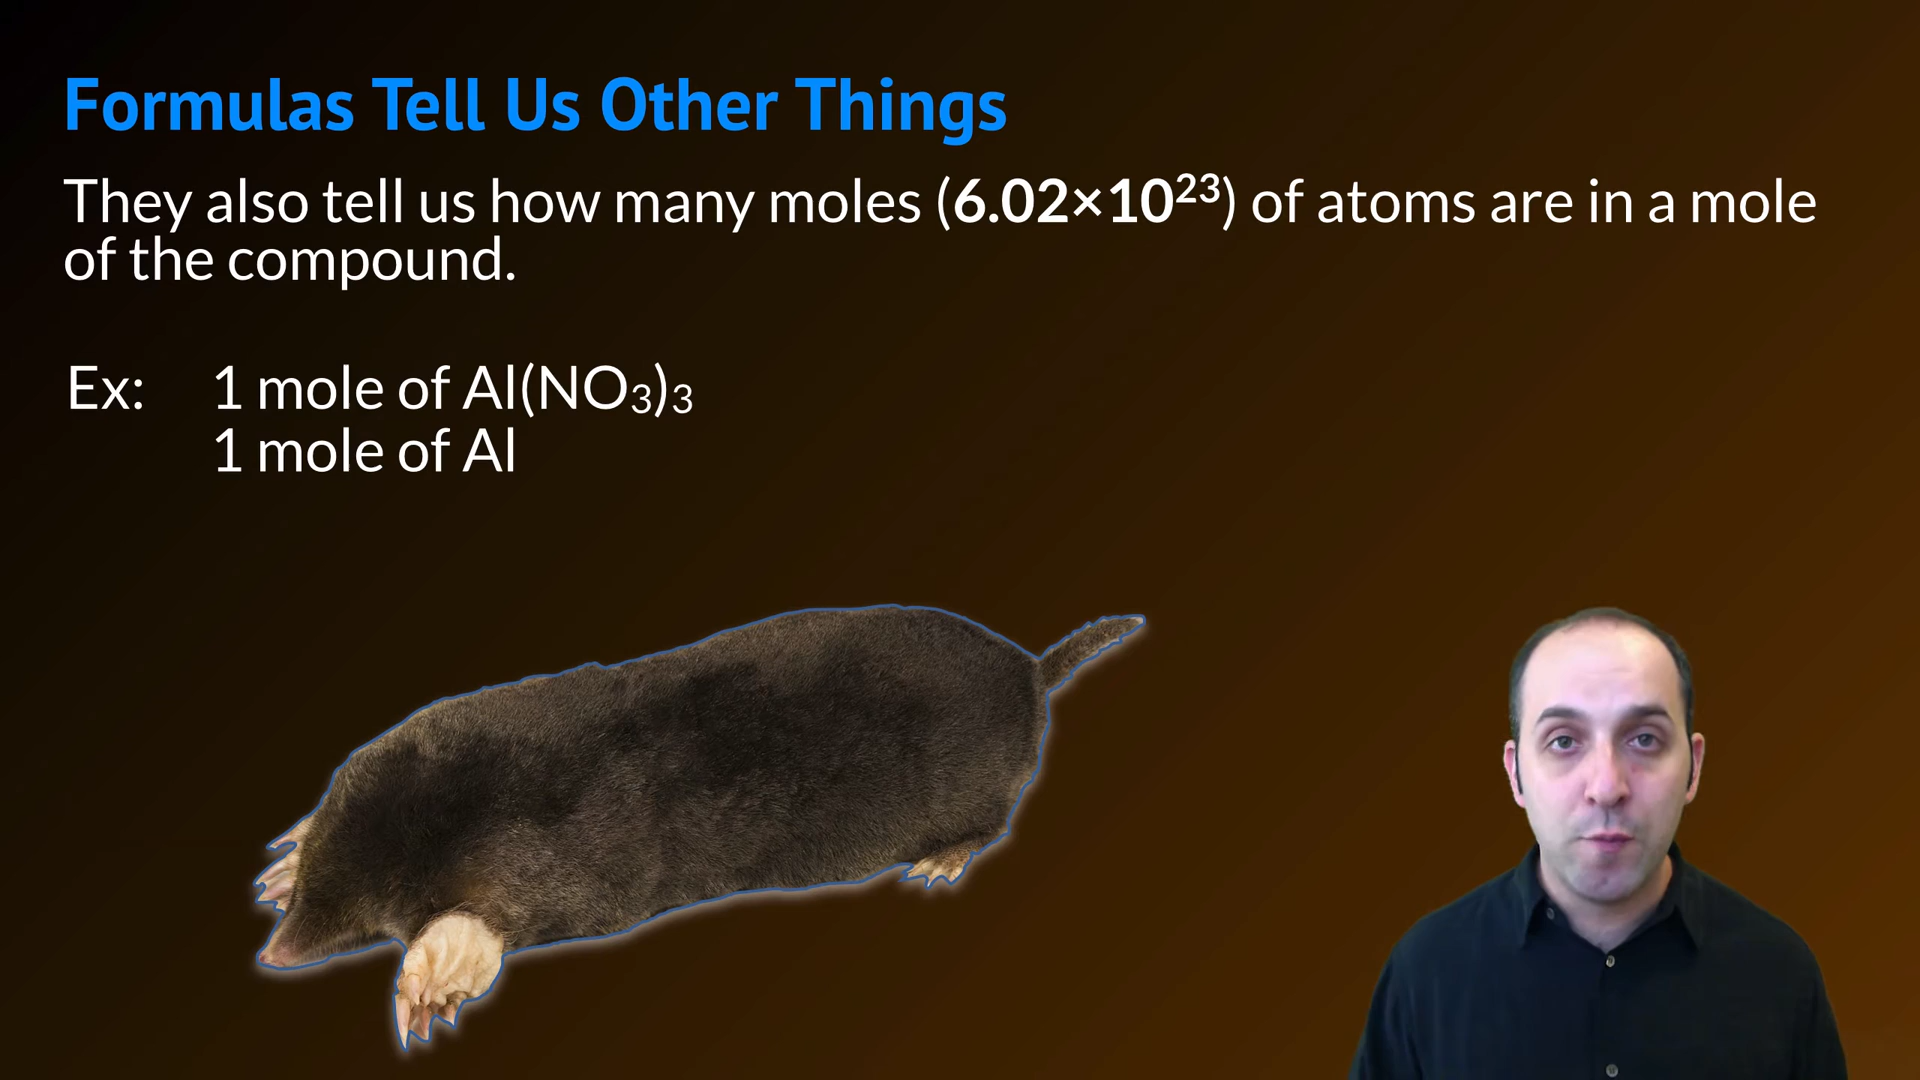 Formulas Tell Us Other Things
They also tell us how many moles (6.02×10²³) of atoms are in a mole
of the compound.
Ex: 1 mole of Al(NO₃)₃
1 mole of Al